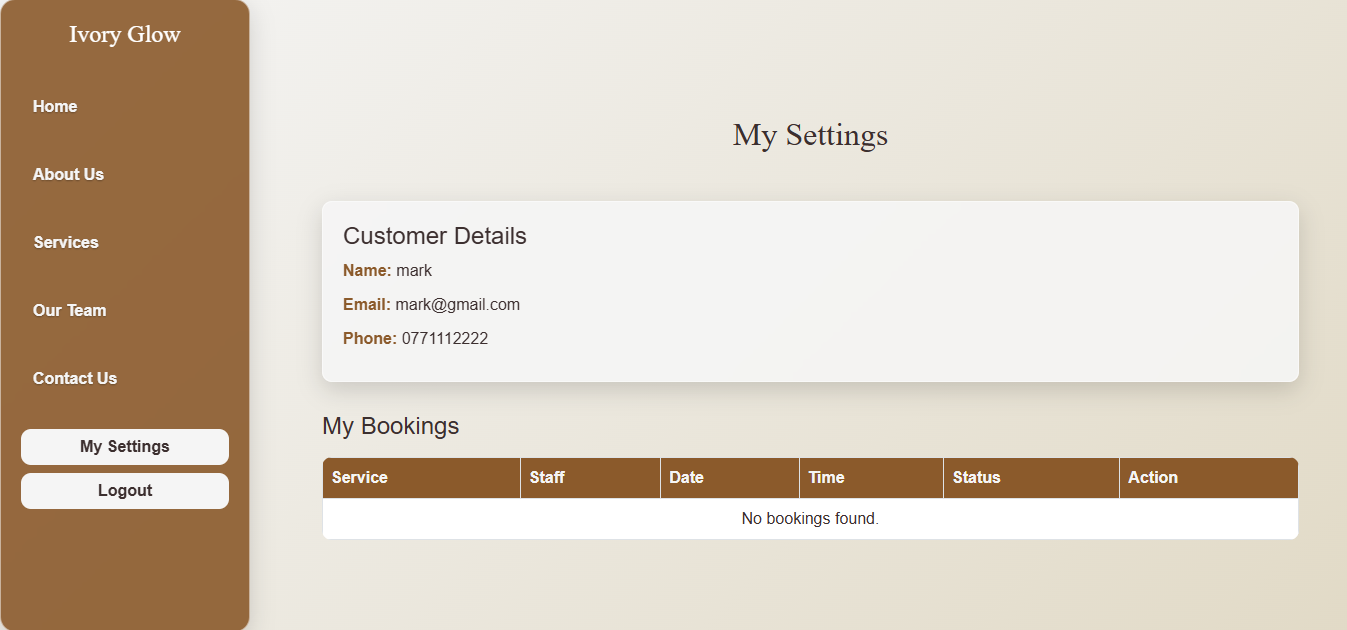 Ivory Glow
Home
About Us
Services
Our Team
Contact Us
My Settings
Logout
My Settings
Customer Details
Name: mark
Email: mark@gmail.com
Phone: 0771112222
My Bookings
Service Staff Date Time Status Action
No bookings found.